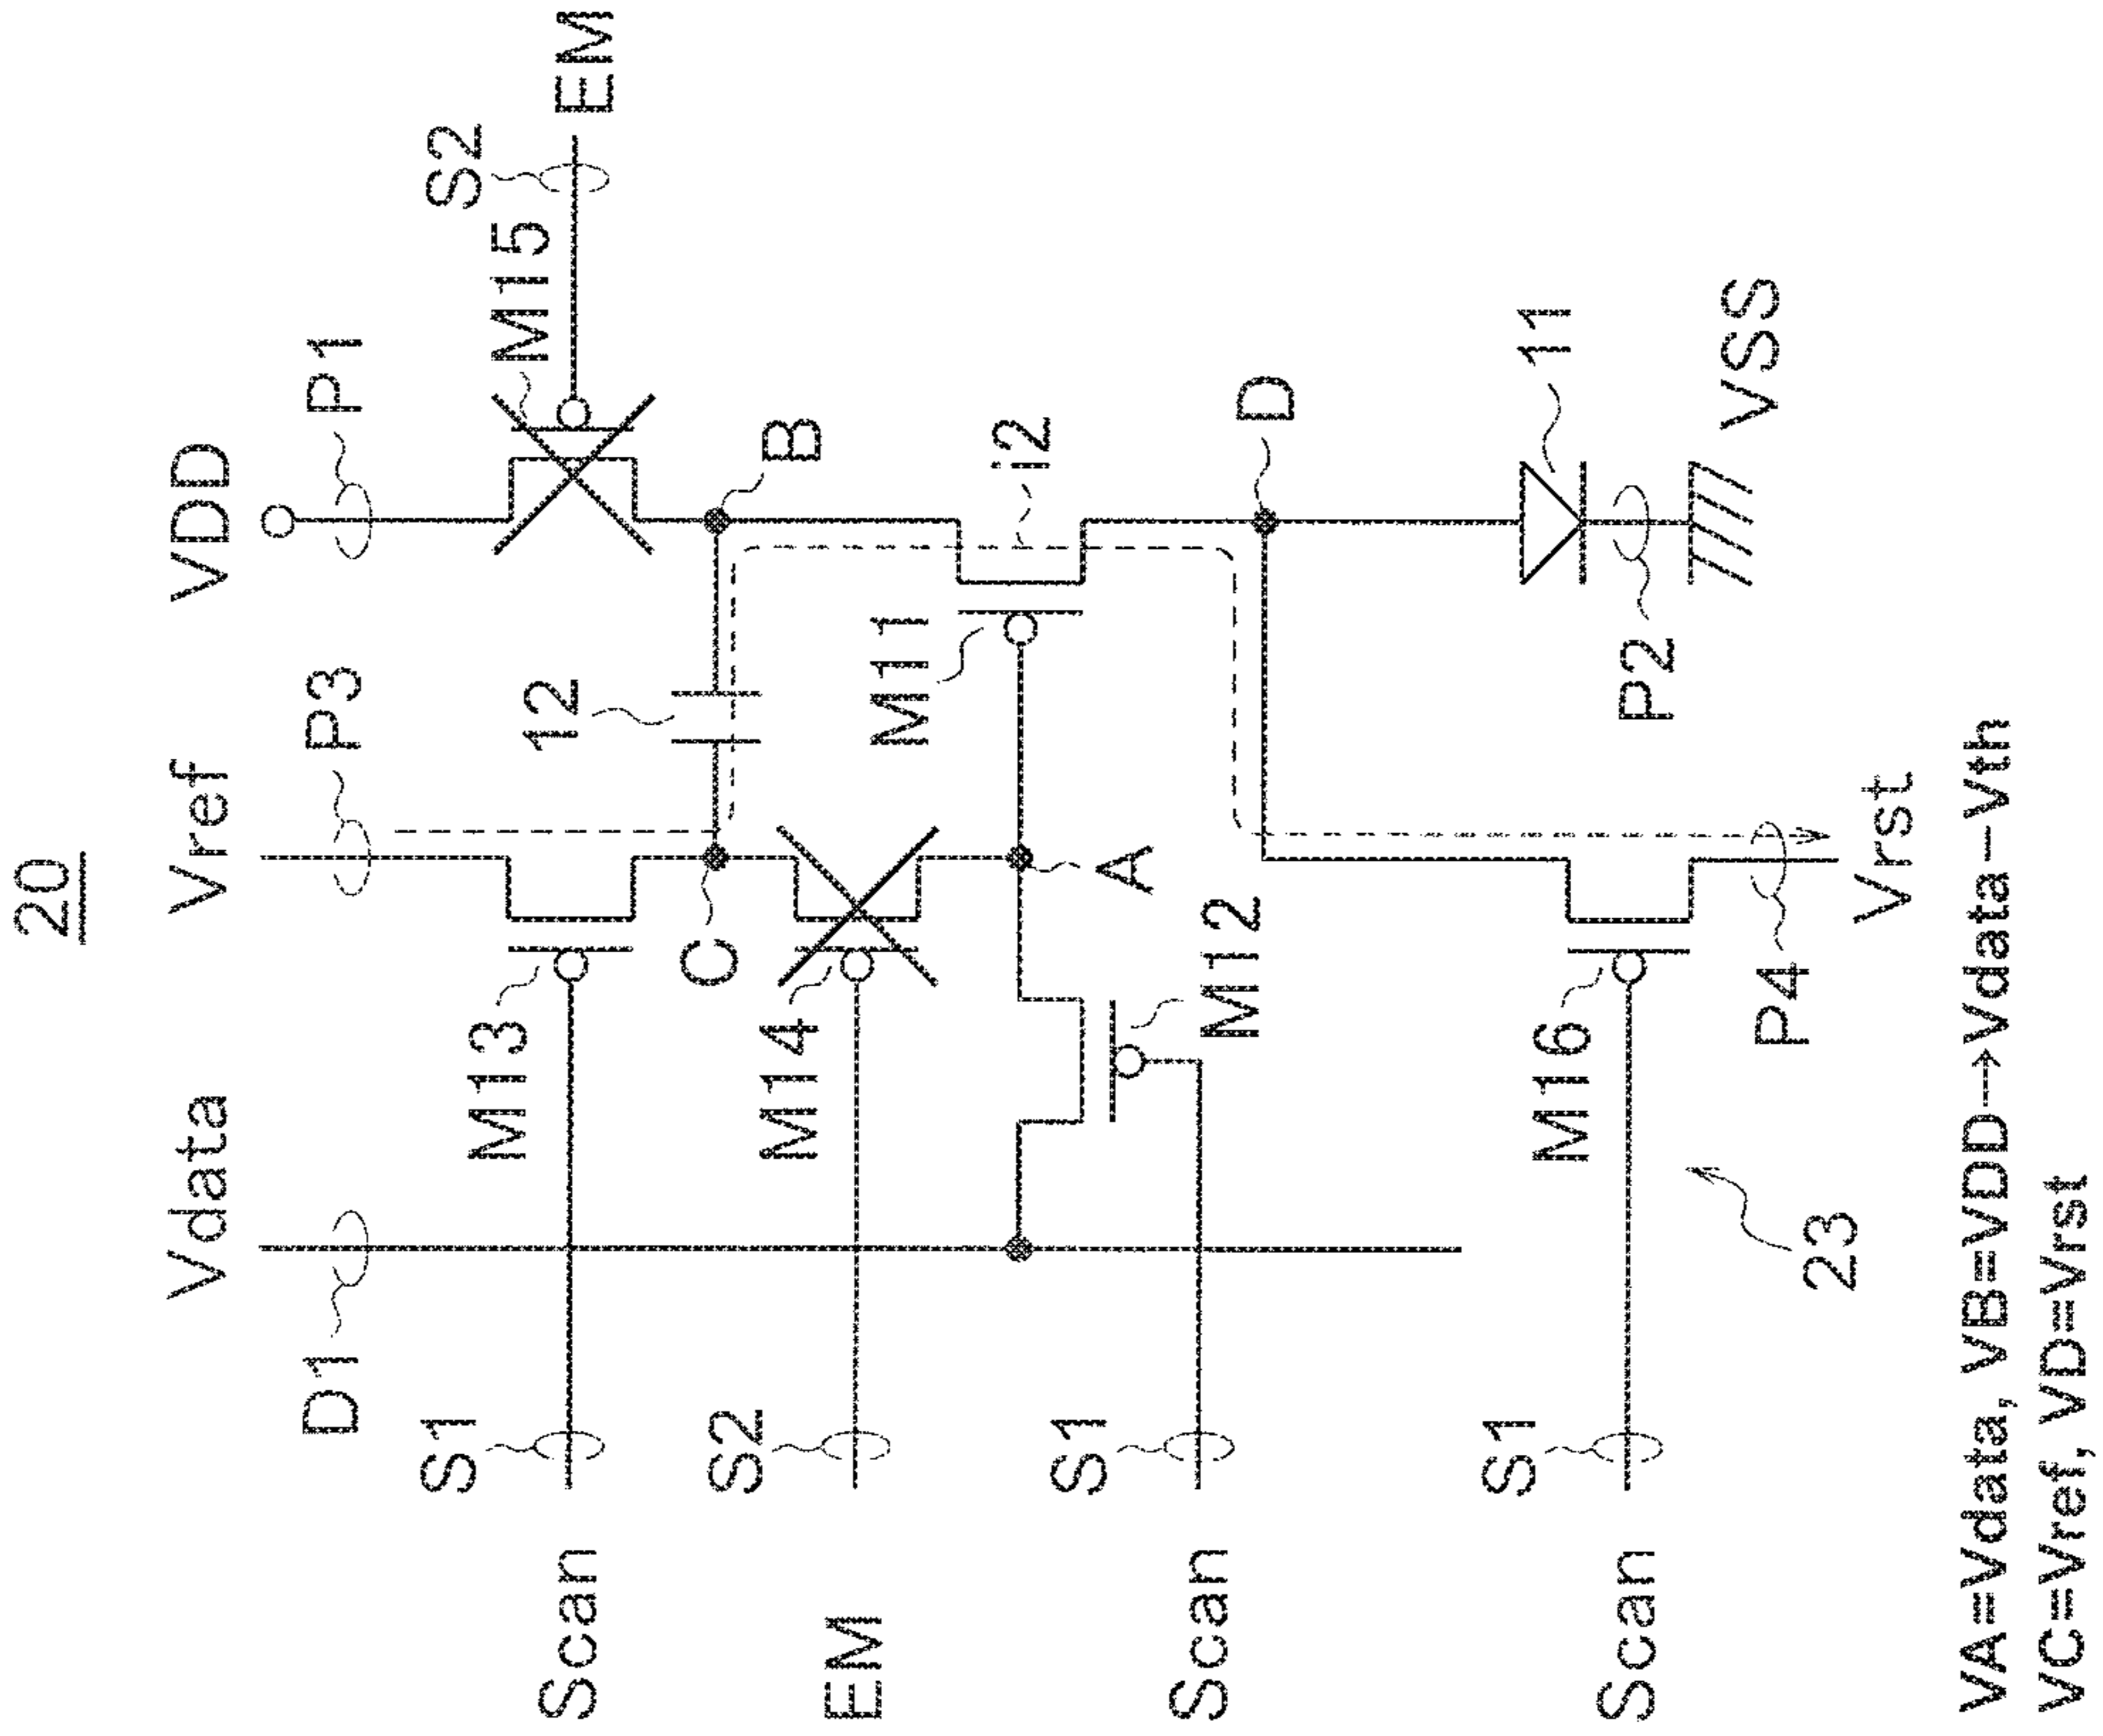 20
Vdata
Vref
VDD
D1
P3
P1
Scan
S1
M13
12
M15
S2
EM
C
B
EM
S2
M14
M11
i2
A
D
Scan
S1
M12
11
Scan
S1
M16
P2
VSS
P4
23
Vrst
VA=Vdata, VB=VDD→Vdata-Vth
VC=Vref, VD=Vrst